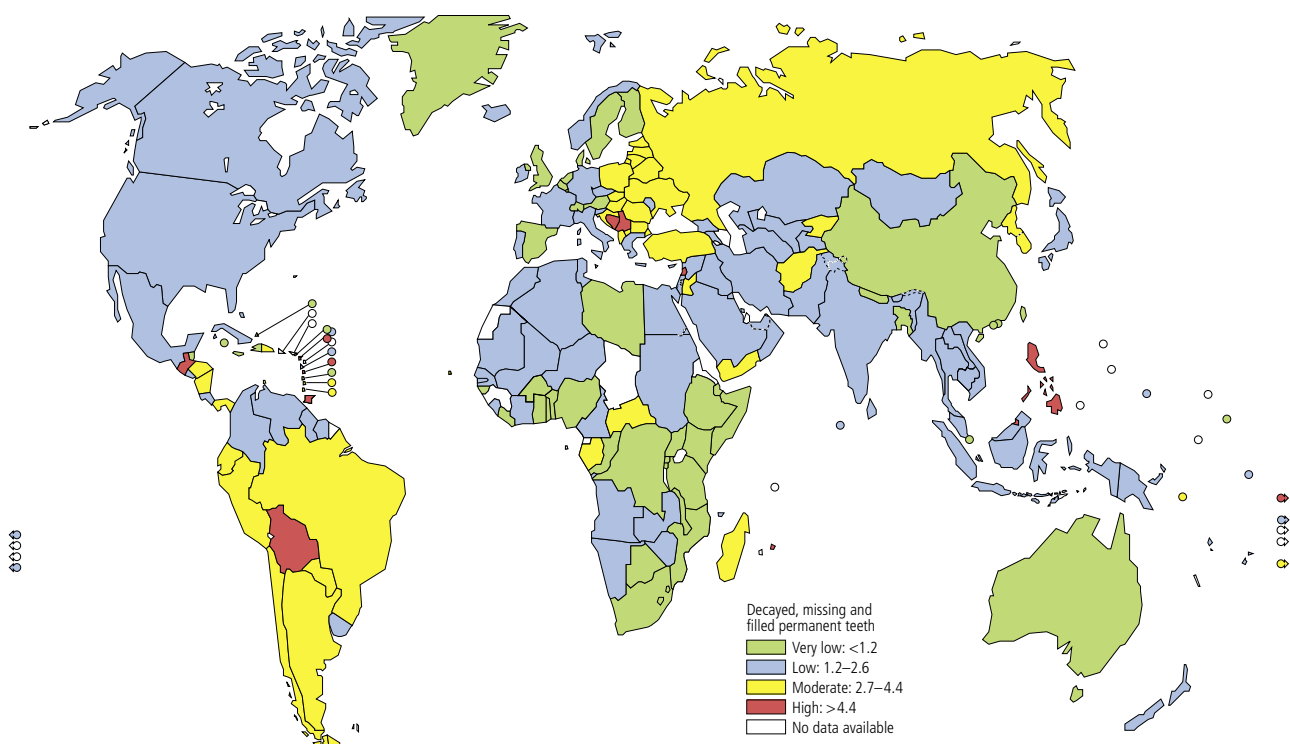 Decayed, missing and
filled permanent teeth
Very low: <1.2
Low: 1.2–2.6
Moderate: 2.7–4.4
High: >4.4
No data available